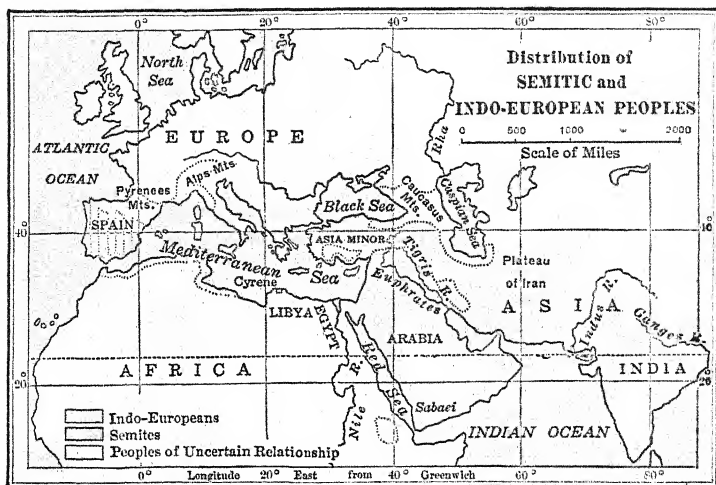 0° 20° 40° 60° 80°
Distribution of
SEMITIC and
INDO-EUROPEAN PEOPLES
0 500 1000 2000
Scale of Miles
North
Sea
EUROPE
ATLANTIC
OCEAN
Rha
Pyrenees
Mts.
Alps Mts.
Caucasus
Mts.
Caspian Sea
Black Sea
SPAIN
40
ASIA MINOR
40
Mediterranean
Sea
Tigris R.
Euphrates
Plateau
of Iran
Cyrene
LIBYA
EGYPT
ASIA
Indus R.
Ganges R.
ARABIA
AFRICA
INDIA
20
20
R.
Nile
Red Sea
Sabaei
INDIAN OCEAN
Indo-Europeans
Semites
Peoples of Uncertain Relationship
0° Longitude 20° East from 40° Greenwich 60° 80°